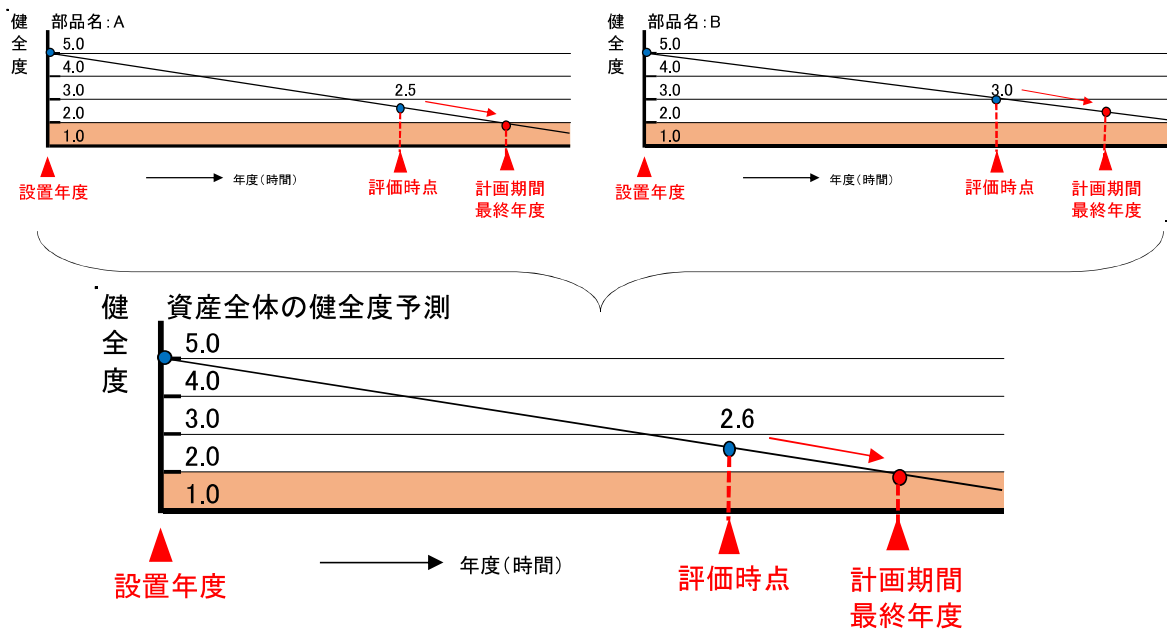 健全度
部品名:A
5.0
4.0
3.0
2.0
1.0
2.5
設置年度
年度(時間)
評価時点
計画期間
最終年度
健全度
部品名:B
5.0
4.0
3.0
2.0
1.0
3.0
設置年度
年度(時間)
評価時点
計画期間
最終年度
健全度
資産全体の健全度予測
5.0
4.0
3.0
2.0
1.0
2.6
設置年度
年度(時間)
評価時点
計画期間
最終年度